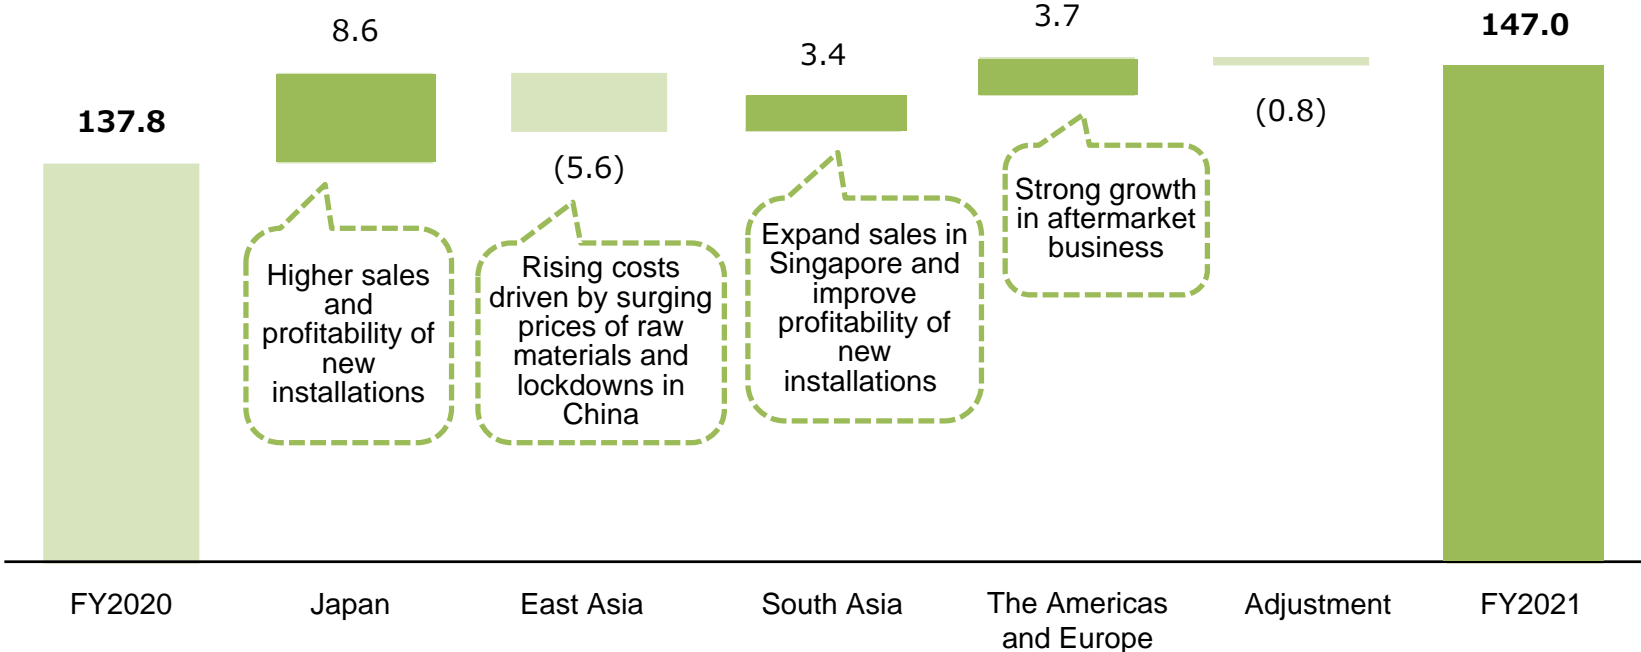 137.8
8.6
(5.6)
3.4
3.7
(0.8)
147.0
Higher sales
and
profitability of
new
installations
Rising costs
driven by surging
prices of raw
materials and
lockdowns in
China
Expand sales in
Singapore and
improve
profitability of
new
installations
Strong growth
in aftermarket
business
FY2020
Japan
East Asia
South Asia
The Americas
and Europe
Adjustment
FY2021